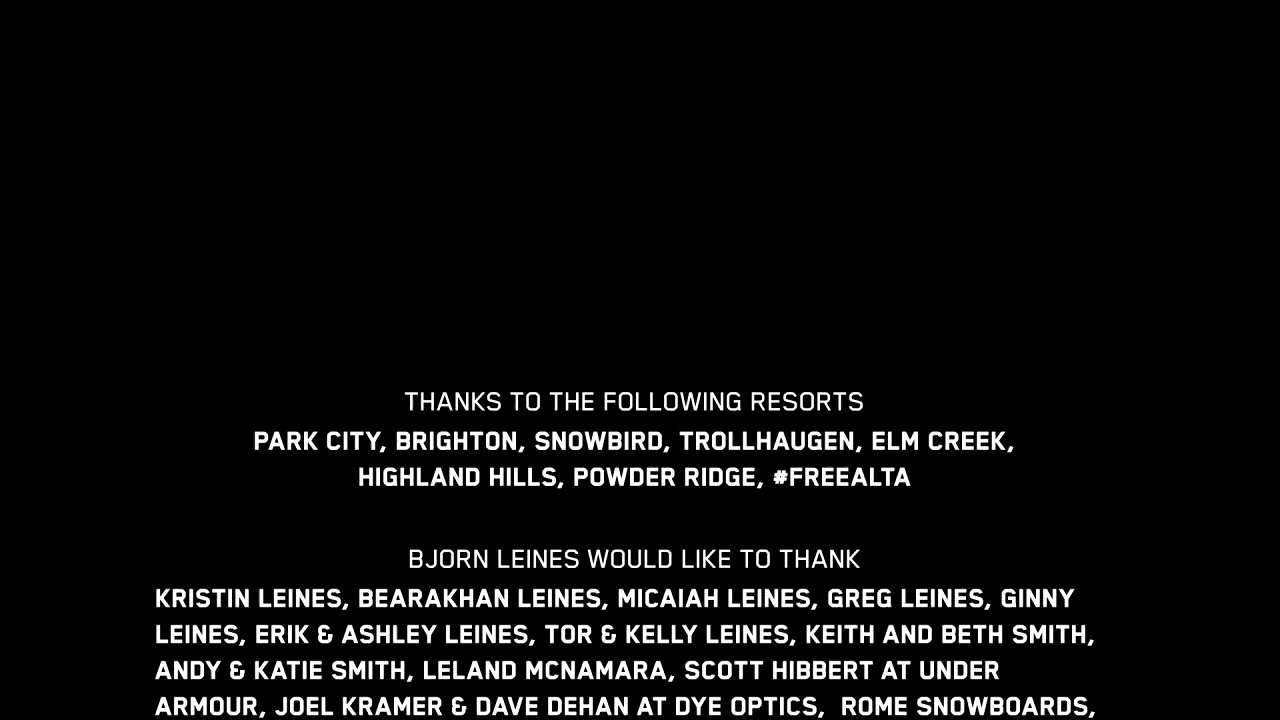 THANKS TO THE FOLLOWING RESORTS
PARK CITY, BRIGHTON, SNOWBIRD, TROLLHAUGEN, ELM CREEK,
HIGHLAND HILLS, POWDER RIDGE, #FREEALTA
BJORN LEINES WOULD LIKE TO THANK
KRISTIN LEINES, BEARAKHAN LEINES, MICAIAH LEINES, GREG LEINES, GINNY
LEINES, ERIK & ASHLEY LEINES, TOR & KELLY LEINES, KEITH AND BETH SMITH,
ANDY & KATIE SMITH, LELAND MCNAMARA, SCOTT HIBBERT AT UNDER
ARMOUR, JOEL KRAMER & DAVE DEHAN AT DYE OPTICS,  ROME SNOWBOARDS,